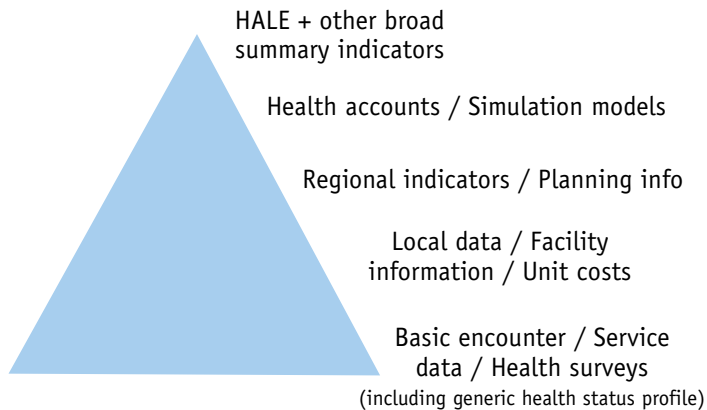 HALE + other broad
summary indicators
Health accounts / Simulation models
Regional indicators / Planning info
Local data / Facility
information / Unit costs
Basic encounter / Service
data / Health surveys
(including generic health status profile)